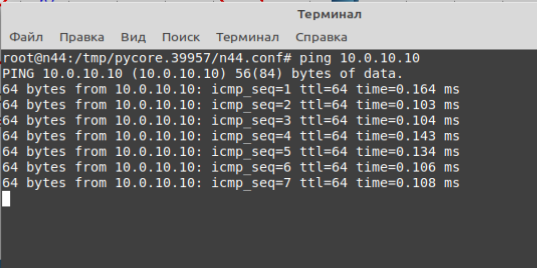 Терминал
Файл Правка Вид Поиск Терминал Справка
root@n44:/tmp/pycore.39957/n44.conf# ping 10.0.10.10
PING 10.0.10.10 (10.0.10.10) 56(84) bytes of data.
64 bytes from 10.0.10.10: icmp_seq=1 ttl=64 time=0.164 ms
64 bytes from 10.0.10.10: icmp_seq=2 ttl=64 time=0.103 ms
64 bytes from 10.0.10.10: icmp_seq=3 ttl=64 time=0.104 ms
64 bytes from 10.0.10.10: icmp_seq=4 ttl=64 time=0.143 ms
64 bytes from 10.0.10.10: icmp_seq=5 ttl=64 time=0.134 ms
64 bytes from 10.0.10.10: icmp_seq=6 ttl=64 time=0.106 ms
64 bytes from 10.0.10.10: icmp_seq=7 ttl=64 time=0.108 ms